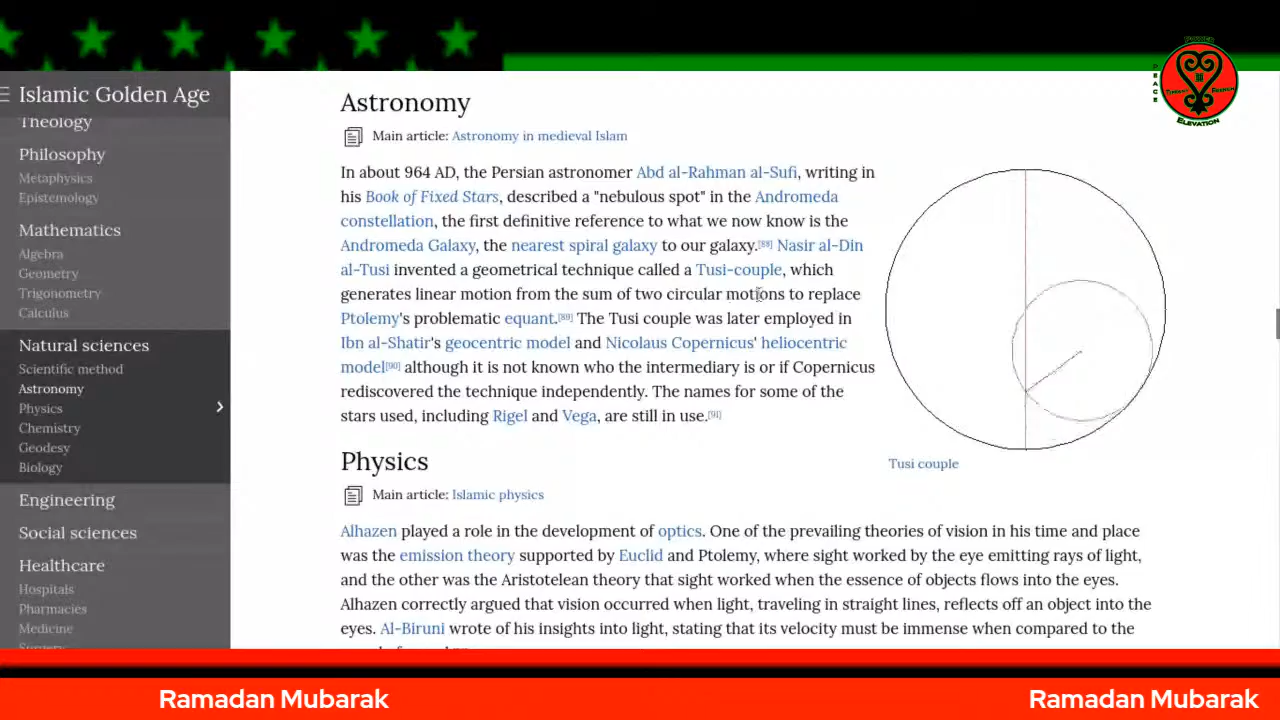 Islamic Golden Age
Theology
Philosophy
Metaphysics
Epistemology
Mathematics
Algebra
Geometry
Trigonometry
Calculus
Natural sciences
Scientific method
Astronomy
Physics
Chemistry
Geodesy
Biology
Engineering
Social sciences
Healthcare
Hospitals
Pharmacies
Medicine
Astronomy
Main article: Astronomy in medieval Islam
In about 964 AD, the Persian astronomer Abd al-Rahman al-Sufi, writing in
his Book of Fixed Stars, described a "nebulous spot" in the Andromeda
constellation, the first definitive reference to what we now know is the
Andromeda Galaxy, the nearest spiral galaxy to our galaxy.[88] Nasir al-Din
al-Tusi invented a geometrical technique called a Tusi-couple, which
generates linear motion from the sum of two circular motions to replace
Ptolemy's problematic equant.[89] The Tusi couple was later employed in
Ibn al-Shatir's geocentric model and Nicolaus Copernicus' heliocentric
model[90] although it is not known who the intermediary is or if Copernicus
rediscovered the technique independently. The names for some of the
stars used, including Rigel and Vega, are still in use.[91]
Tusi couple
Physics
Main article: Islamic physics
Alhazen played a role in the development of optics. One of the prevailing theories of vision in his time and place
was the emission theory supported by Euclid and Ptolemy, where sight worked by the eye emitting rays of light,
and the other was the Aristotelean theory that sight worked when the essence of objects flows into the eyes.
Alhazen correctly argued that vision occurred when light, traveling in straight lines, reflects off an object into the
eyes. Al-Biruni wrote of his insights into light, stating that its velocity must be immense when compared to the
POWER
PEACE
ELEVATION
Ramadan Mubarak
Ramadan Mubarak